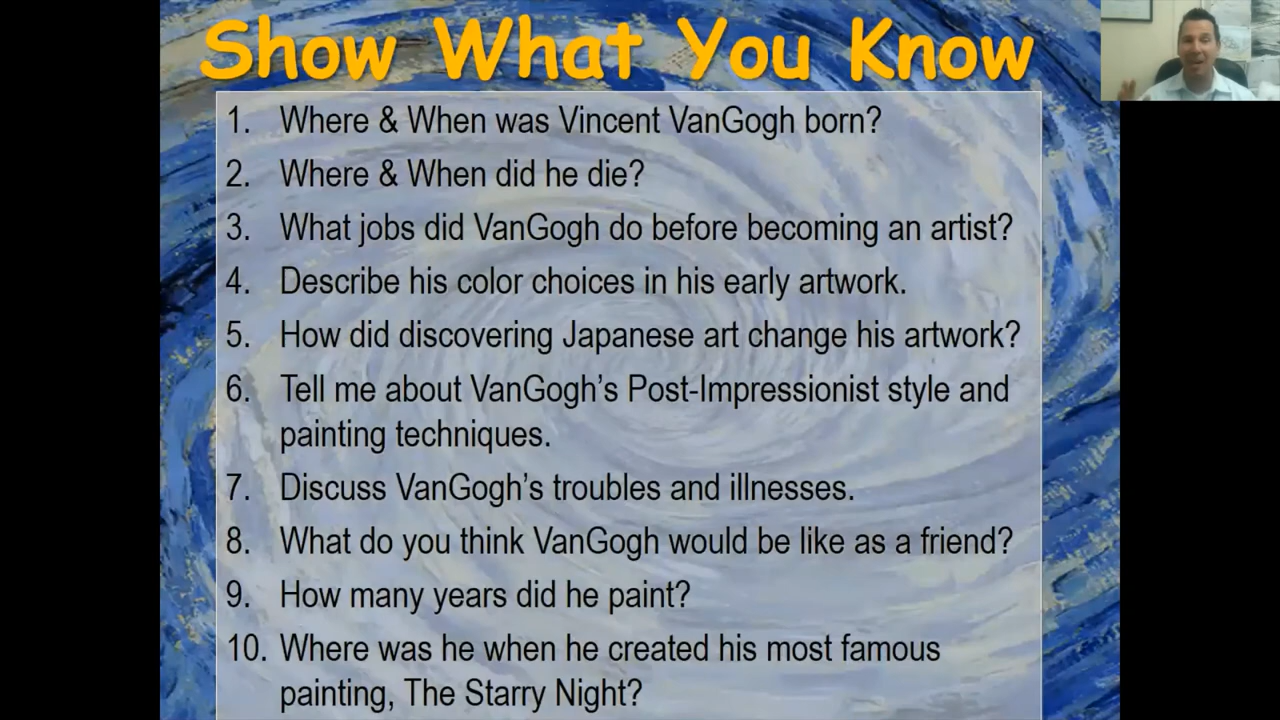 Show What You Know
1. Where & When was Vincent VanGogh born?
2. Where & When did he die?
3. What jobs did VanGogh do before becoming an artist?
4. Describe his color choices in his early artwork.
5. How did discovering Japanese art change his artwork?
6. Tell me about VanGogh’s Post-Impressionist style and
painting techniques.
7. Discuss VanGogh’s troubles and illnesses.
8. What do you think VanGogh would be like as a friend?
9. How many years did he paint?
10. Where was he when he created his most famous
painting, The Starry Night?